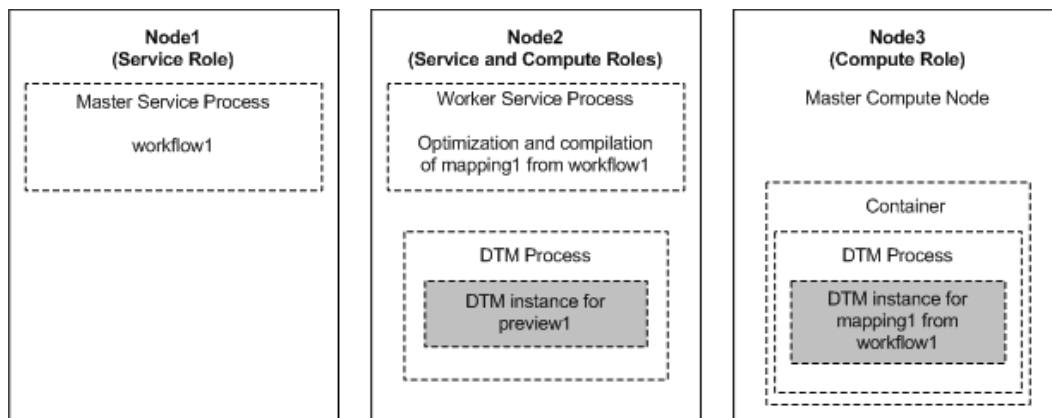 Node1
(Service Role)
Master Service Process
workflow1
Node2
(Service and Compute Roles)
Worker Service Process
Optimization and compilation
of mapping1 from workflow1
DTM Process
DTM instance for
preview1
Node3
(Compute Role)
Master Compute Node
Container
DTM Process
DTM instance for
mapping1 from
workflow1